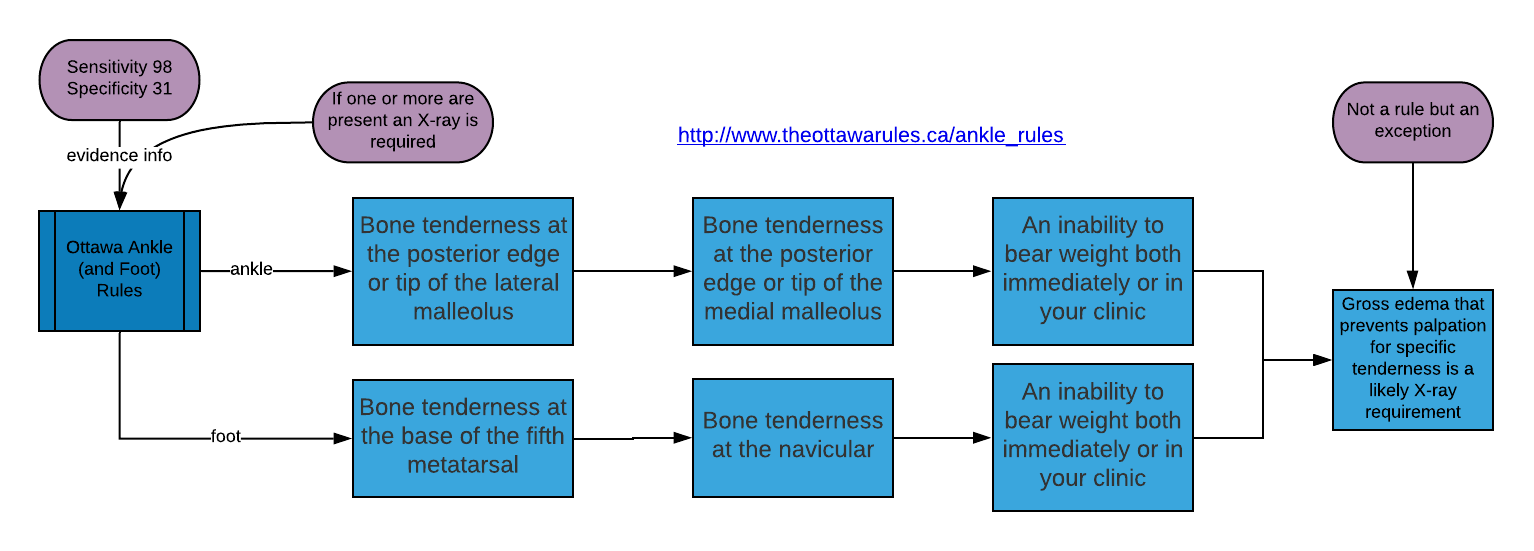 Sensitivity 98
Specificity 31
If one or more are
present an X-ray is
required
evidence info
http://www.theottawarules.ca/ankle_rules
Not a rule but an
exception
Ottawa Ankle
(and Foot)
Rules
ankle
Bone tenderness at
the posterior edge
or tip of the lateral
malleolus
Bone tenderness
at the posterior
edge or tip of the
medial malleolus
An inability to
bear weight both
immediately or in
your clinic
Gross edema that
prevents palpation
for specific
tenderness is a
likely X-ray
requirement
foot
Bone tenderness at
the base of the fifth
metatarsal
Bone tenderness
at the navicular
An inability to
bear weight both
immediately or in
your clinic